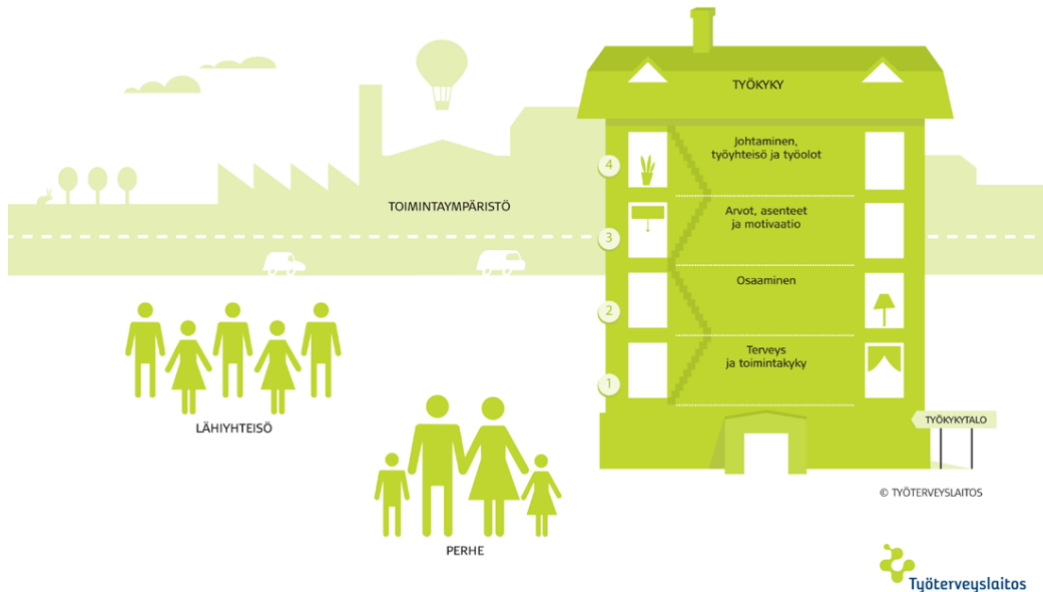 TYÖKYKY
4
Johtaminen,
työyhteisö ja työolot
TOIMINTAYMPÄRISTÖ
3
Arvot, asenteet
ja motivaatio
2
Osaaminen
1
Terveys
ja toimintakyky
LÄHIYHTEISÖ
TYÖKYKYTALO
PERHE
© TYÖTERVEYSLAITOS
Työterveyslaitos